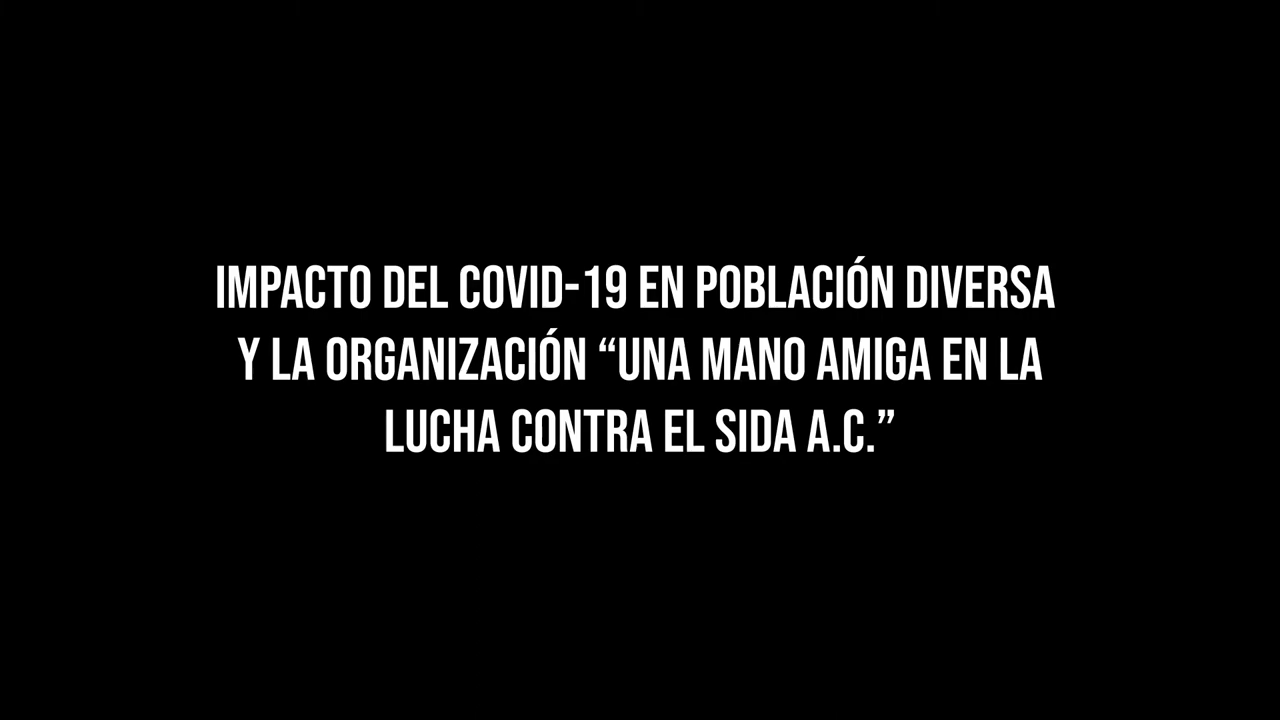 IMPACTO DEL COVID-19 EN POBLACIÓN DIVERSA
Y LA ORGANIZACIÓN “UNA MANO AMIGA EN LA
LUCHA CONTRA EL SIDA A.C.”